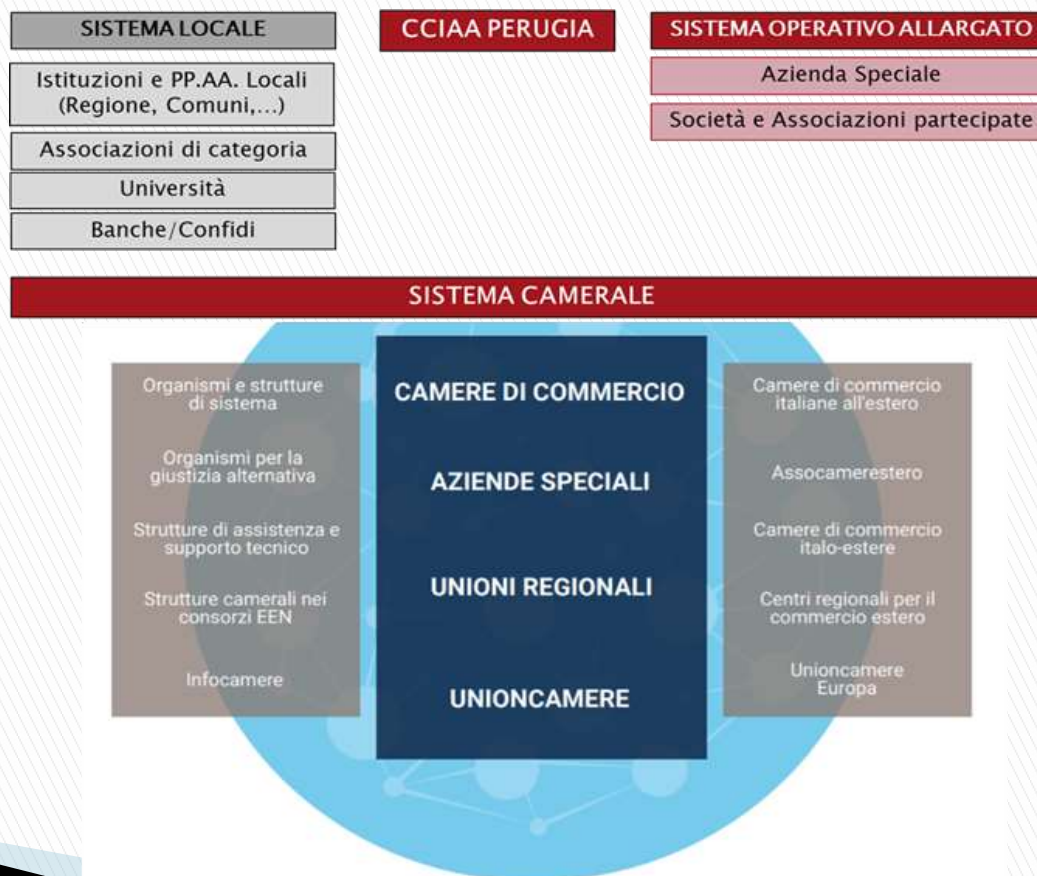 SISTEMA LOCALE
Istituzioni e PP.AA. Locali
(Regione, Comuni,...)
Associazioni di categoria
Università
Banche/Confidi
CCIAA PERUGIA
SISTEMA OPERATIVO ALLARGATO
Azienda Speciale
Società e Associazioni partecipate
SISTEMA CAMERALE
Organismi e strutture
di sistema
Organismi per la
giustizia alternativa
Strutture di assistenza e
supporto tecnico
Strutture camerali nei
consorzi EEN
Infocamere
CAMERE DI COMMERCIO
AZIENDE SPECIALI
UNIONI REGIONALI
UNIONCAMERE
Camere di commercio
italiane all'estero
Assocamerestero
Camere di commercio
italo-estere
Centri regionali per il
commercio estero
Unioncamere
Europa